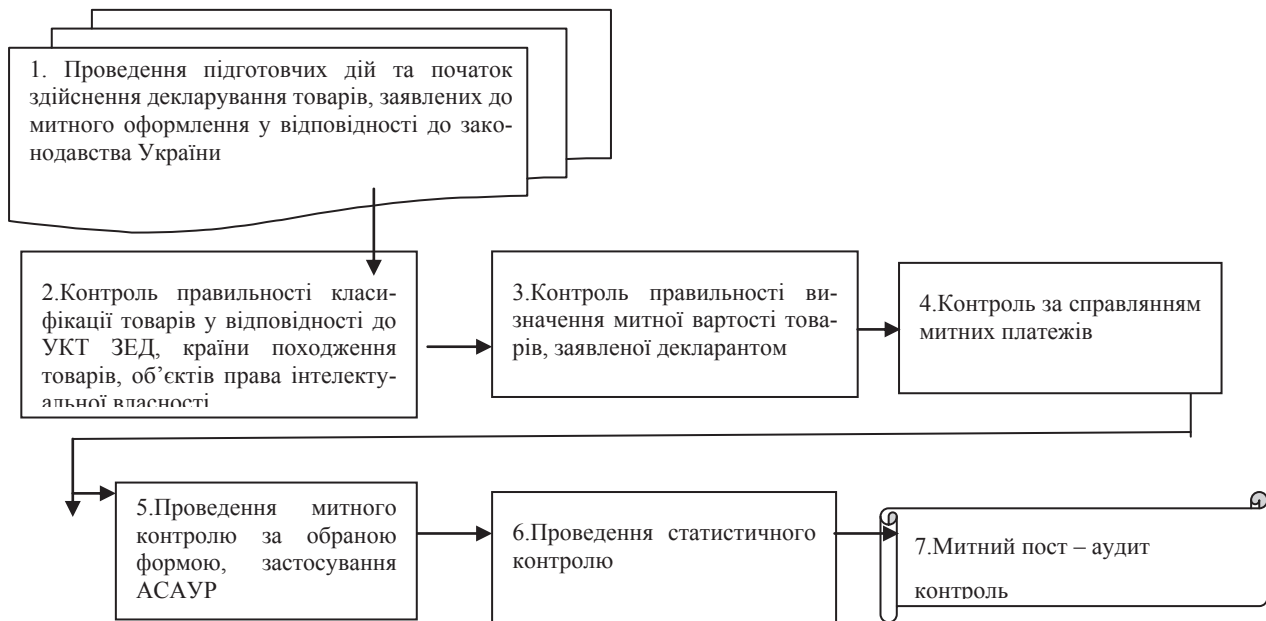 1. Проведення підготовчих дій та початок
здійснення декларування товарів, заявлених до
митного оформлення у відповідності до зако-
нодавства України
2.Контроль правильності класи-
фікації товарів у відповідності до
УКТ ЗЕД, країни походження
товарів, об’єктів права інтелекту-
альної власності
3.Контроль правильності ви-
значення митної вартості това-
рів, заявленої декларантом
4.Контроль за справлянням
митних платежів
5.Проведення митного
контролю за обраною
формою, застосування
АСАУР
6.Проведення статистичного
контролю
7.Митний пост – аудит
контроль